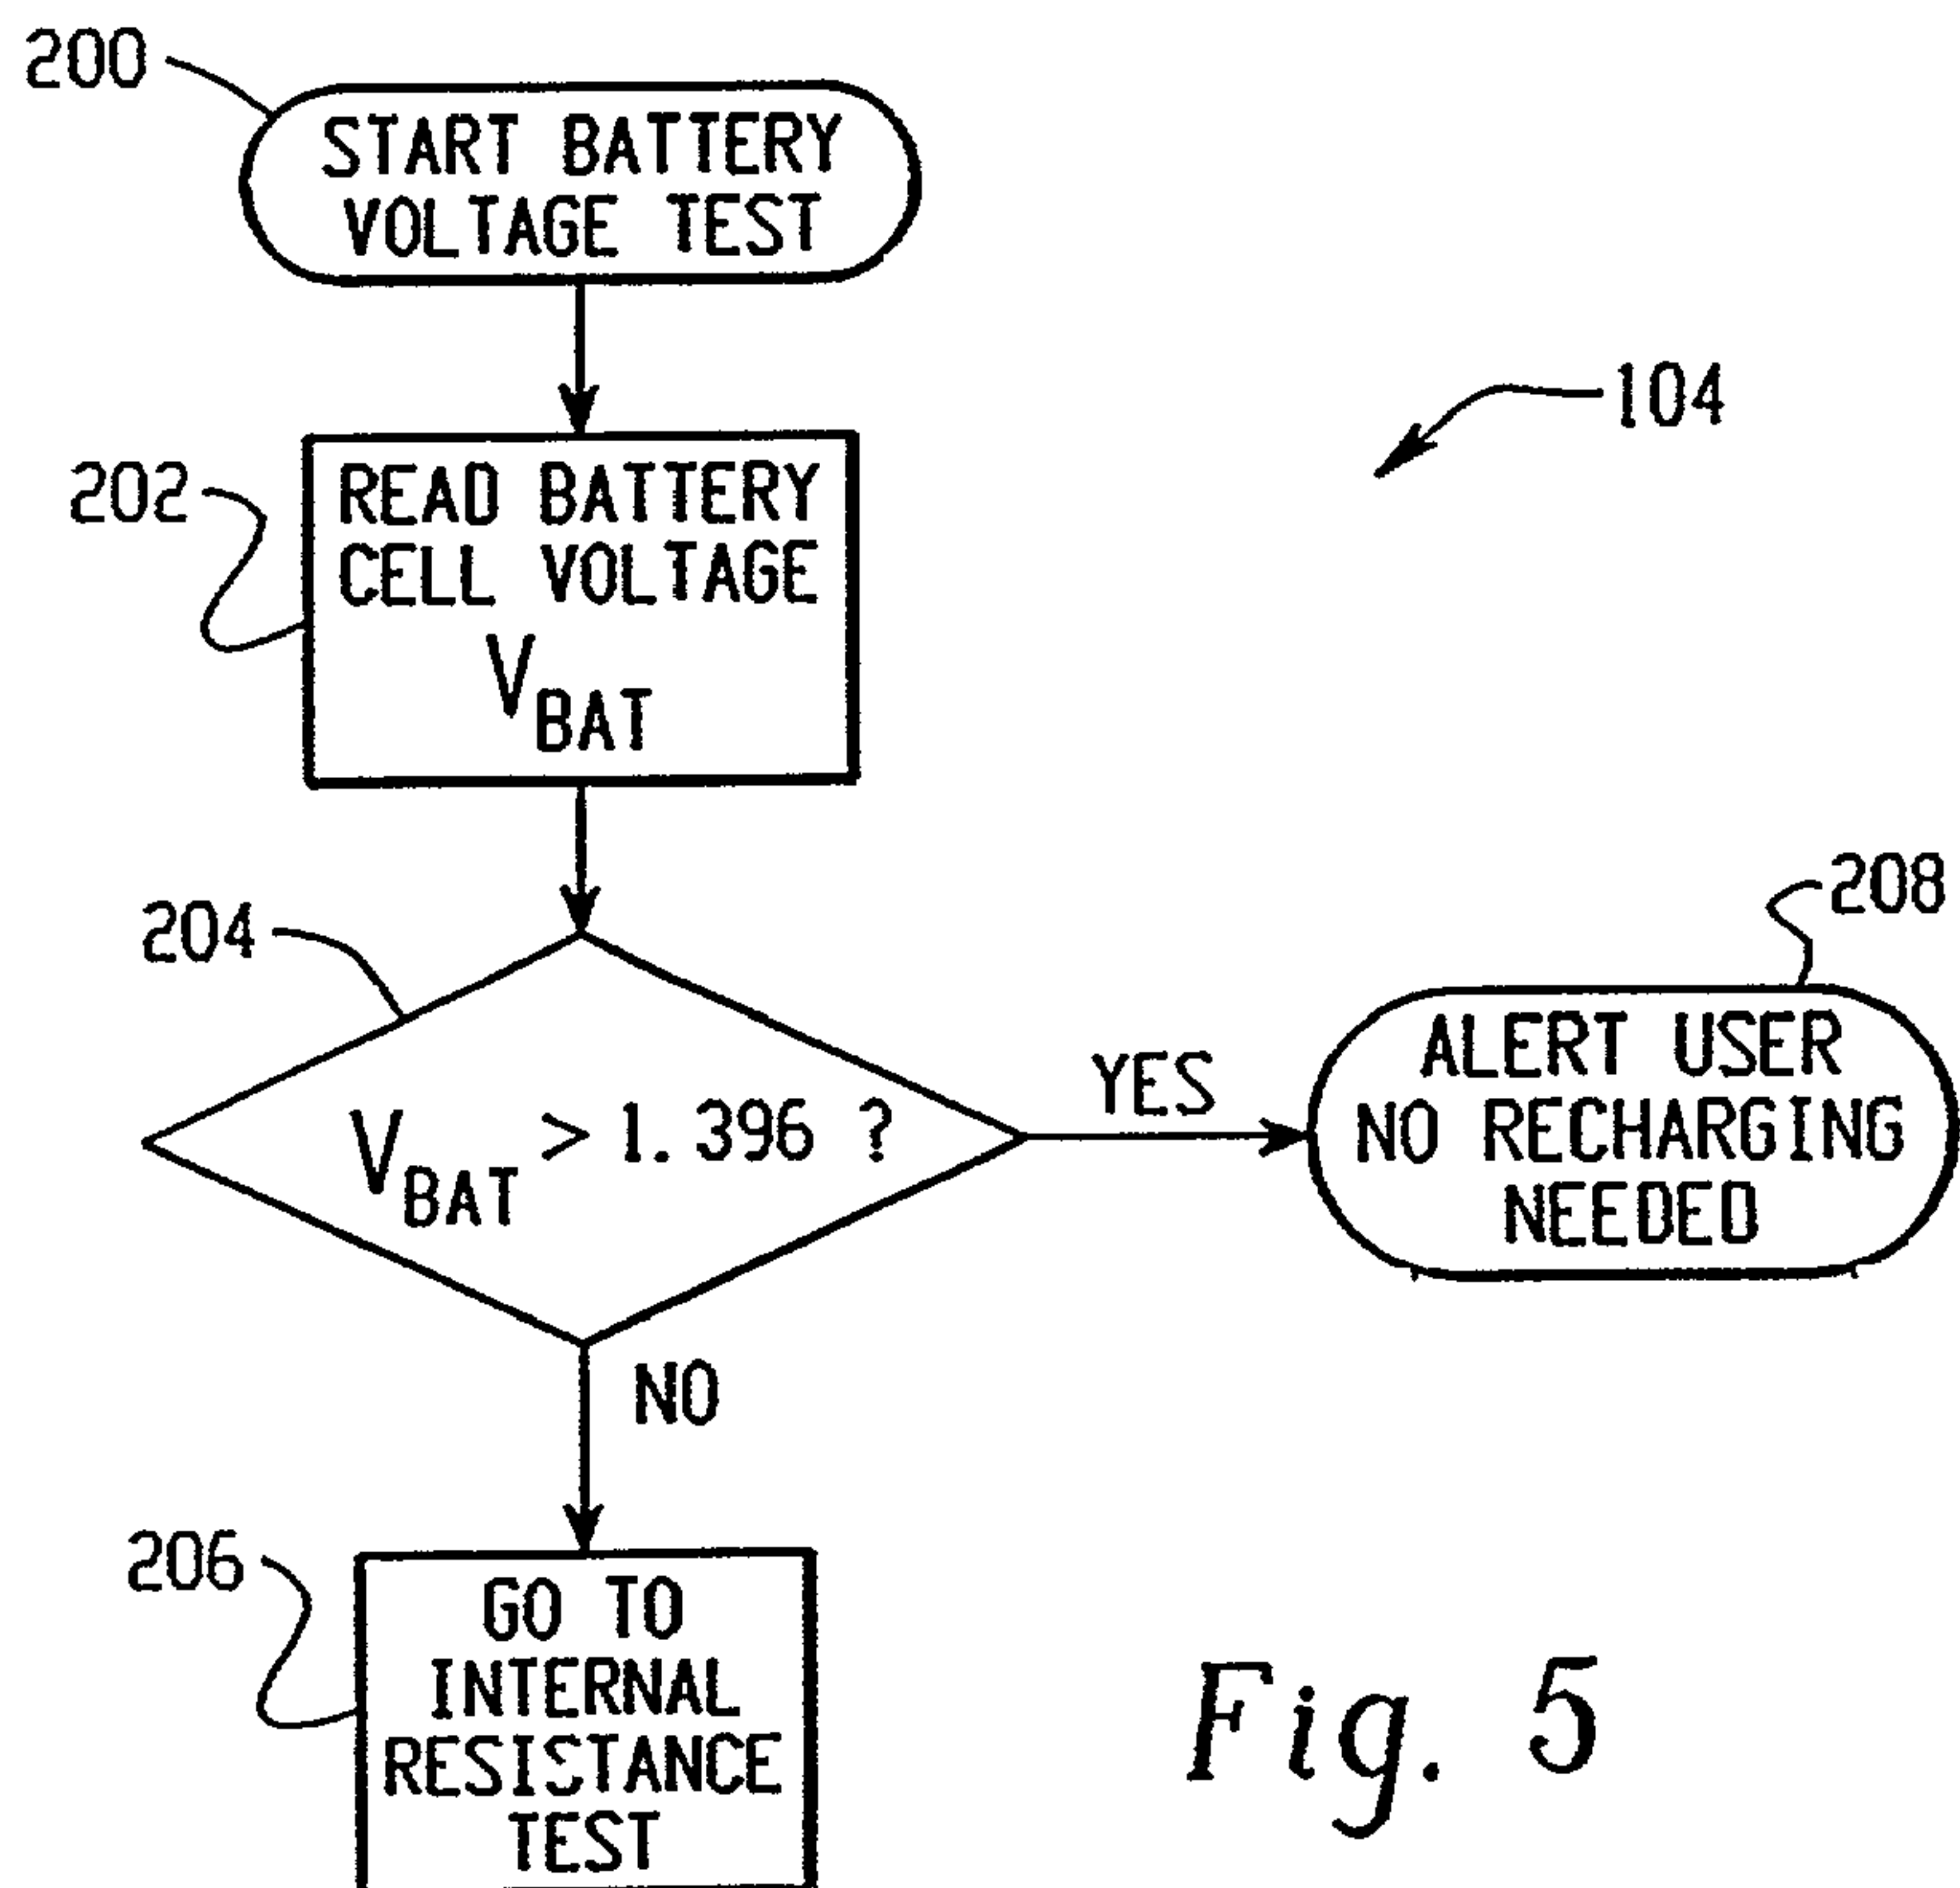 200
START BATTERY
VOLTAGE TEST
104
202
READ BATTERY
CELL VOLTAGE
VBAT
204
VBAT > 1.396 ?
YES
208
ALERT USER
NO RECHARGING
NEEDED
NO
206
GO TO
INTERNAL
RESISTANCE
TEST
Fig. 5